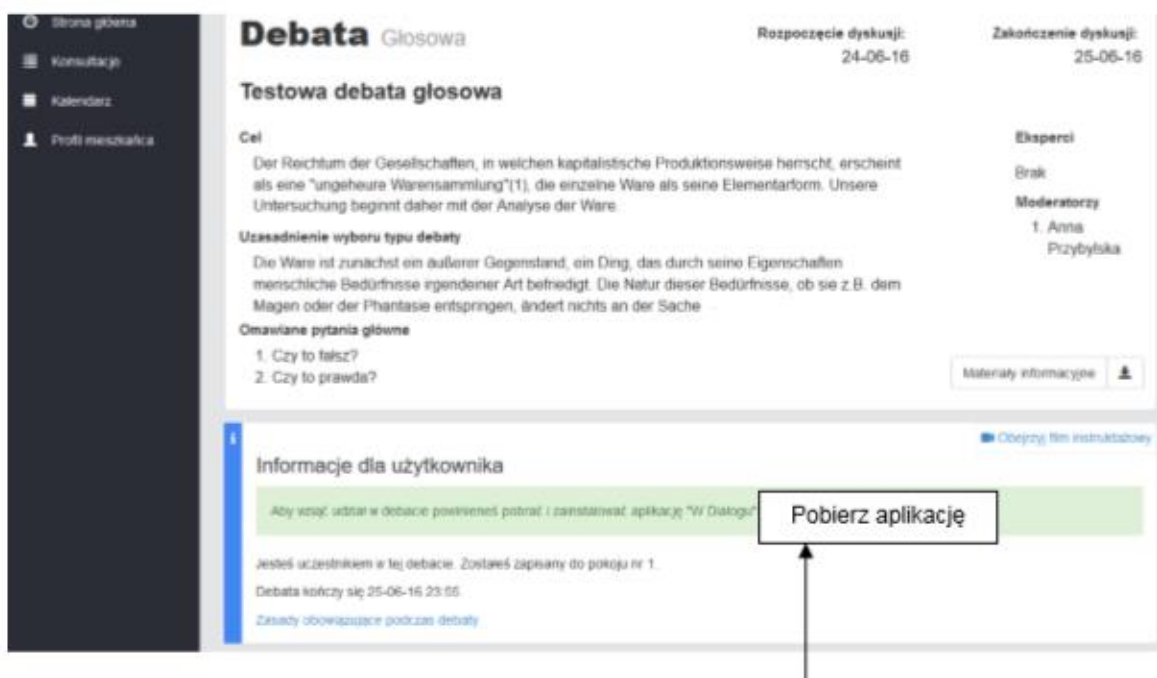 Strona główna
Konsultacje
Kalendarz
Profil mieszkańca
Debata Głosowa
Rozpoczęcie dyskusji:
24-06-16
Zakończenie dyskusji:
25-06-16
Testowa debata głosowa
Cel
Der Reichtum der Gesellschaften, in welchen kapitalistische Produktionsweise herrscht, erscheint
als eine "ungeheure Warensammlung"(1), die einzelne Ware als seine Elementarform. Unsere
Untersuchung beginnt daher mit der Analyse der Ware.
Uzasadnienie wyboru typu debaty
Die Ware ist zunächst ein äußerer Gegenstand, ein Ding, das durch seine Eigenschaften
menschliche Bedürfnisse irgendeiner Art befriedigt. Die Natur dieser Bedürfnisse, ob sie z.B. dem
Magen oder der Phantasie entspringen, ändert nichts an der Sache
Omawiane pytania główne
1. Czy to fałsz?
2. Czy to prawda?
Eksperci
Brak
Moderatorzy
1. Anna
Przybylska
Materiały informacyjne
Obejrzyj film instruktażowy
Informacje dla użytkownika
Aby wziąć udział w debacie powinieneś pobrać i zainstalować aplikację "W Dialogu"
Pobierz aplikację
Jesteś uczestnikiem w tej debacie. Zostałeś zapisany do pokoju nr 1.
Debata kończy się 25-06-16 23:55
Zasady obowiązujące podczas debaty